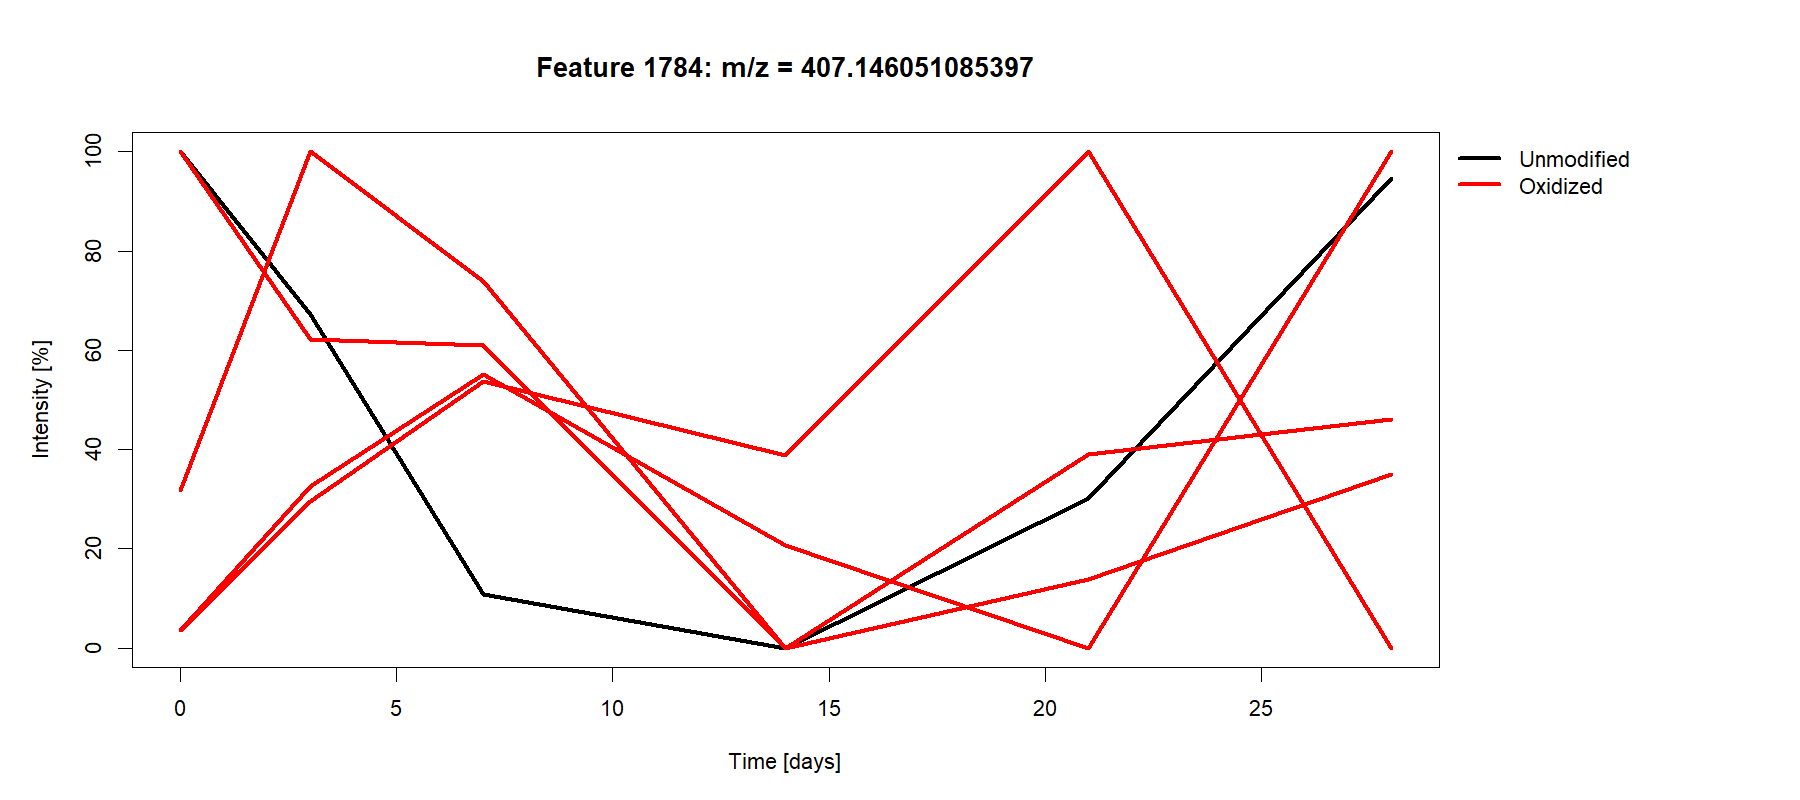 Feature 1784: m/z = 407.146051085397
Unmodified
Oxidized
Intensity [%]
100
80
60
40
20
0
0 5 10 15 20 25
Time [days]